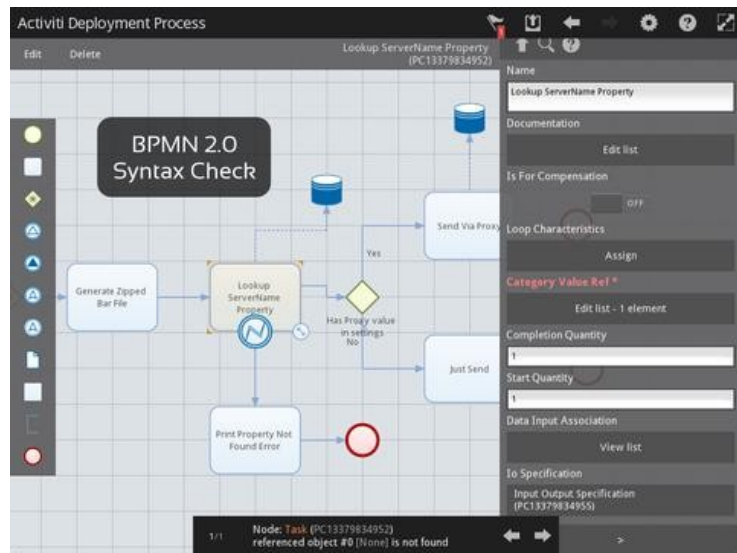 Activiti Deployment Process
Edit
Delete
Lookup ServerName Property
(PC13379834952)
BPMN 2.0
Syntax Check
Generate Zipped
Bar File
Lookup
ServerName
Property
Yes
Send Via Proxy
Has Proxy value
in settings
No
Just Send
Print Property Not
Found Error
Name
Lookup ServerName Property
Documentation
Edit list
Is For Compensation
OFF
Loop Characteristics
Assign
Category Value Ref *
Edit list - 1 element
Completion Quantity
1
Start Quantity
1
Data Input Association
View list
Io Specification
Input Output Specification
(PC13379834955)
>
1/1
Node: Task (PC13379834952)
referenced object #0 [None] is not found